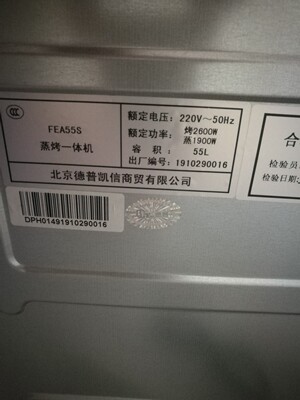 FEA55S
蒸烤一体机
额定电压: 220V～50Hz
额定功率: 烤2600W
蒸1900W
容 积: 55L
出厂编号: 1910290016
北京德普凯信商贸有限公司
DPH01491910290016
合
检验员
检验日期